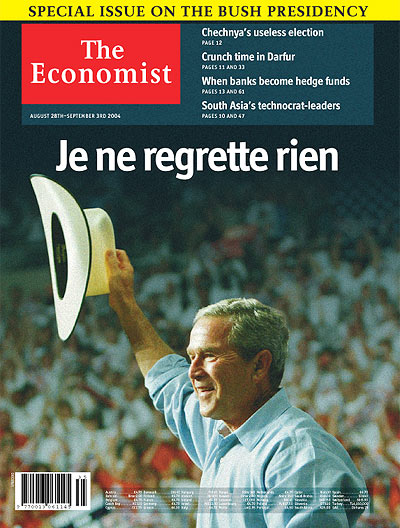 SPECIAL ISSUE ON THE BUSH PRESIDENCY
The
Economist
AUGUST 28TH–SEPTEMBER 3RD 2004
Chechnya's useless election
PAGE 12
Crunch time in Darfur
PAGES 11 AND 33
When banks become hedge funds
PAGES 13 AND 61
South Asia's technocrat-leaders
PAGES 10 AND 47
Je ne regrette rien